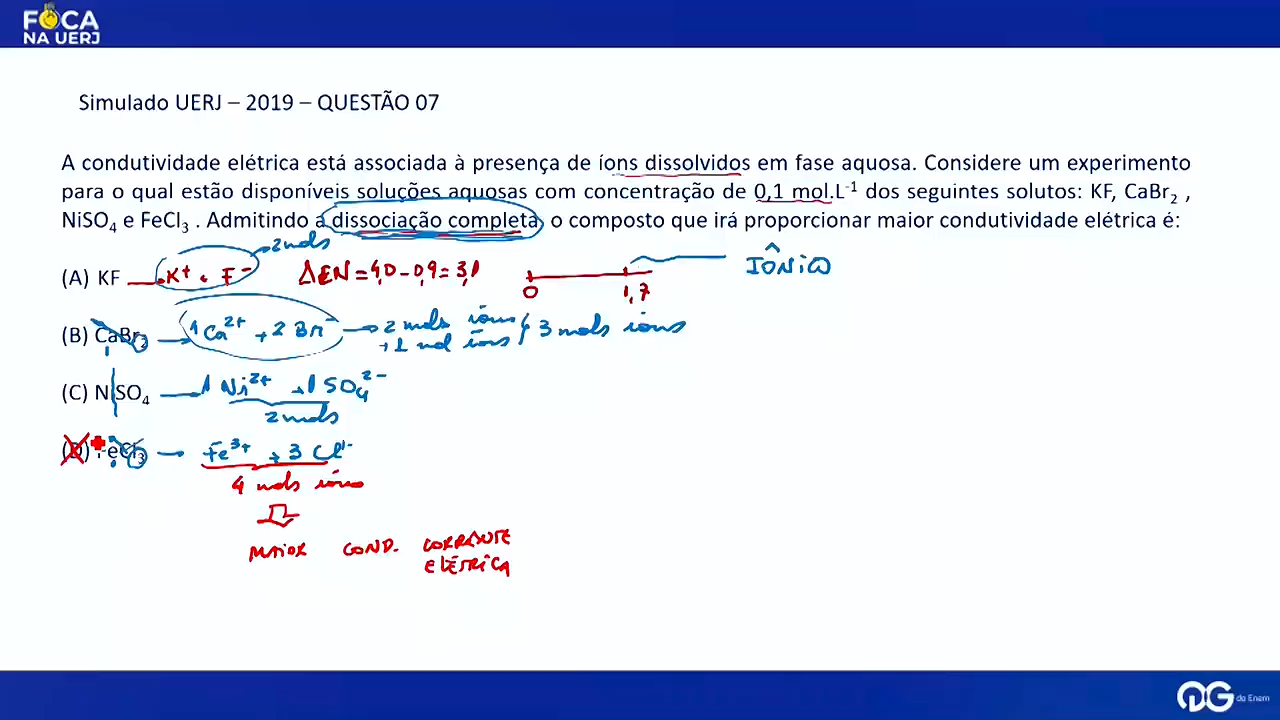 FOCA
NA UERJ
Simulado UERJ – 2019 – QUESTÃO 07
A condutividade elétrica está associada à presença de íons dissolvidos em fase aquosa. Considere um experimento
para o qual estão disponíveis soluções aquosas com concentração de 0,1 mol.L⁻¹ dos seguintes solutos: KF, CaBr₂ ,
NiSO₄ e FeCl₃ . Admitindo a dissociação completa, o composto que irá proporcionar maior condutividade elétrica é:
2 mols
(A) KF → K⁺ + F⁻ ΔEN = 4,0 - 0,9 = 3,1 0 1,7 IÔNICO
(B) CaBr₂ → 1 Ca²⁺ + 2 Br⁻ → 2 mols íons 3 mols íons
+1 mol íons
(C) NiSO₄ → 1 Ni²⁺ + 1 SO₄²⁻
2 mols
(D) FeCl₃ → Fe³⁺ + 3 Cl¹⁻
4 mols íons
MAIOR COND. CORRENTE
ELÉTRICA
QG do Enem